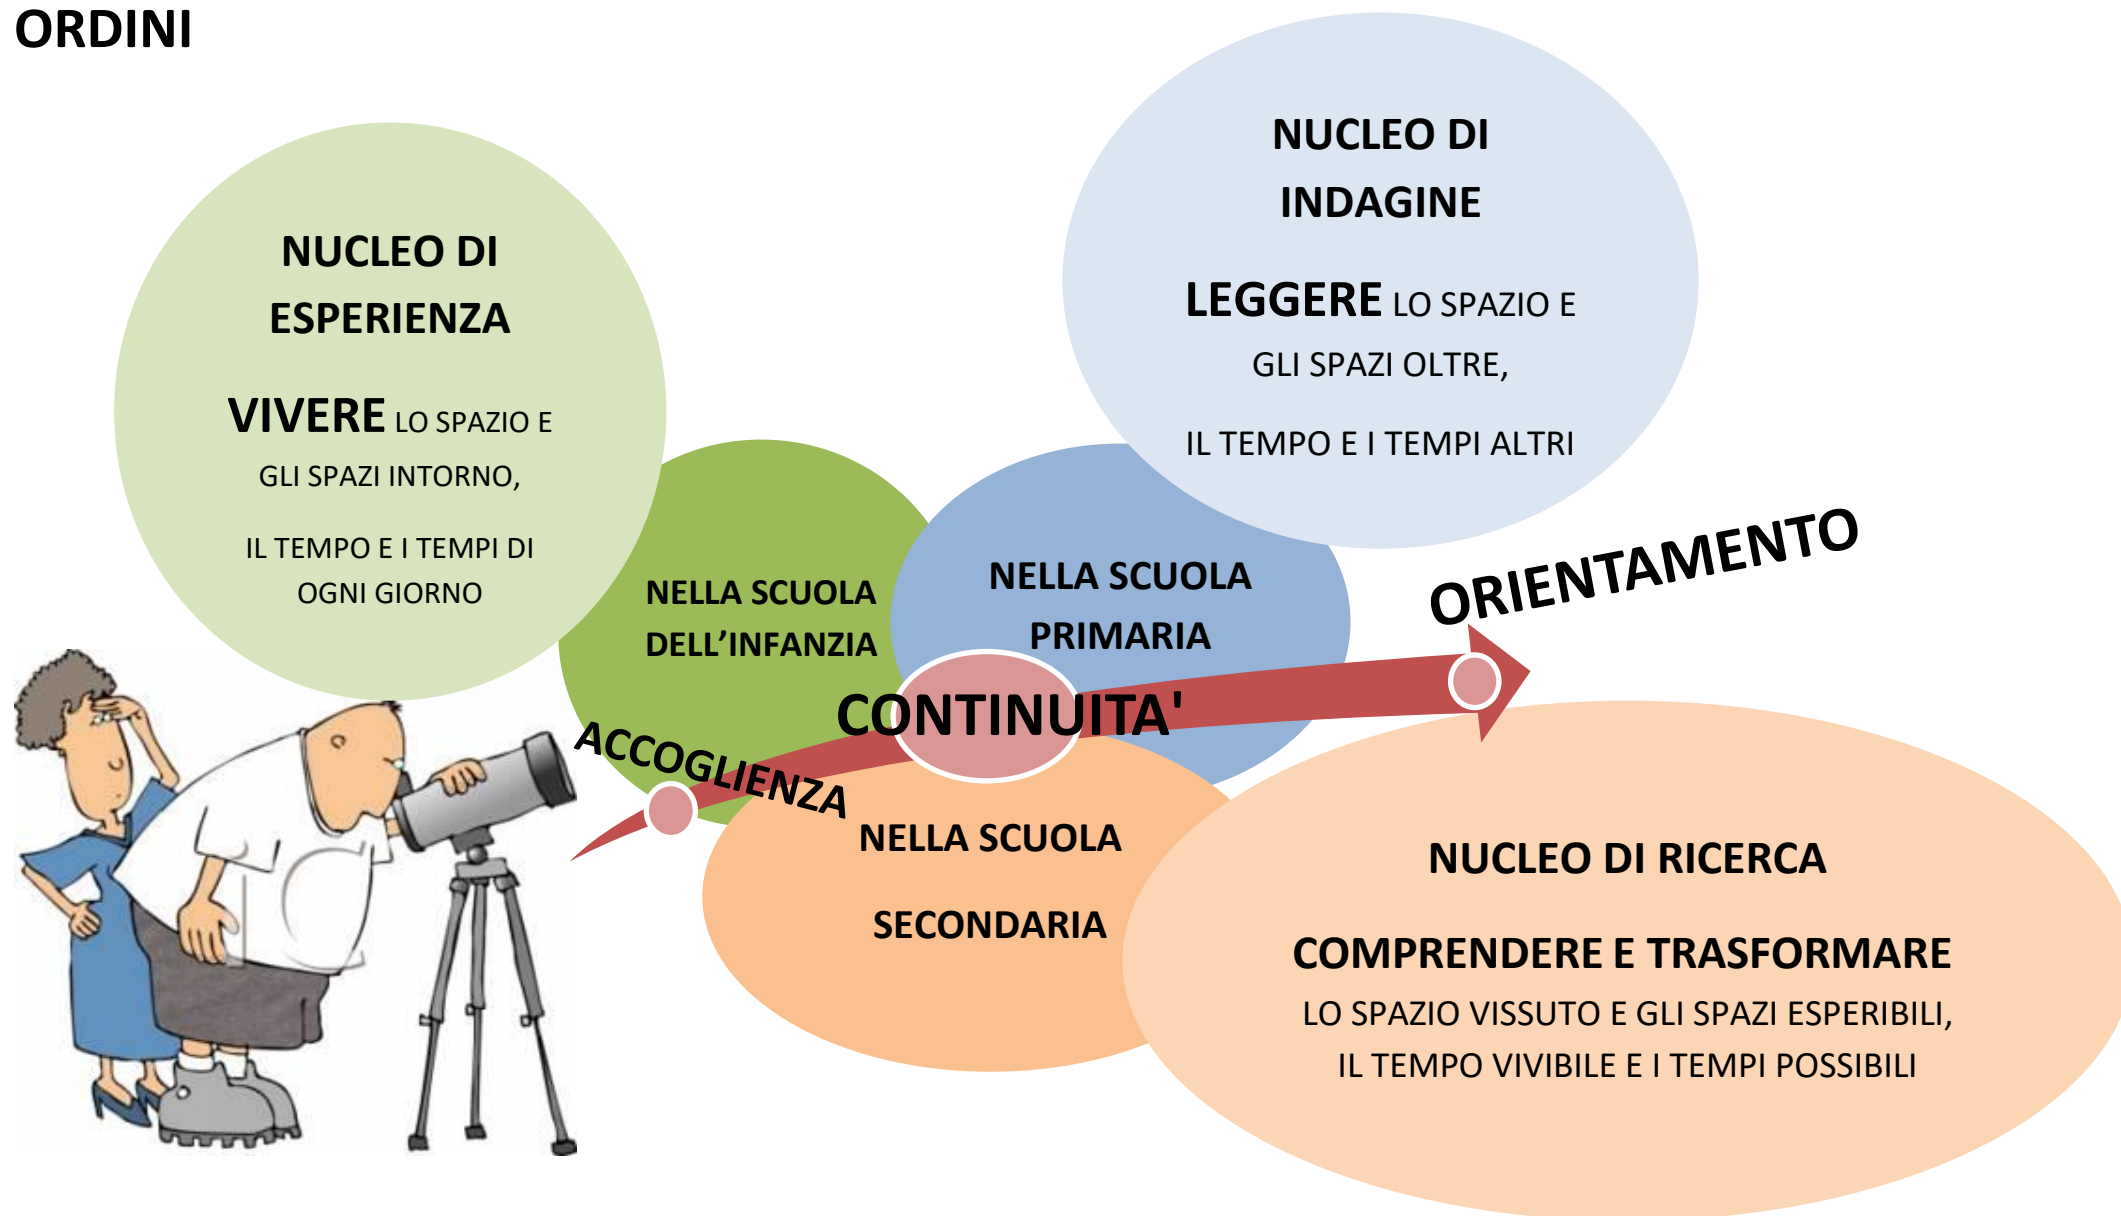 ORDINI
NUCLEO DI
ESPERIENZA
VIVERE LO SPAZIO E
GLI SPAZI INTORNO,
IL TEMPO E I TEMPI DI
OGNI GIORNO
NUCLEO DI
INDAGINE
LEGGERE LO SPAZIO E
GLI SPAZI OLTRE,
IL TEMPO E I TEMPI ALTRI
NELLA SCUOLA
DELL’INFANZIA
NELLA SCUOLA
PRIMARIA
ORIENTAMENTO
CONTINUITA'
ACCOGLIENZA
NELLA SCUOLA
SECONDARIA
NUCLEO DI RICERCA
COMPRENDERE E TRASFORMARE
LO SPAZIO VISSUTO E GLI SPAZI ESPERIBILI,
IL TEMPO VIVIBILE E I TEMPI POSSIBILI